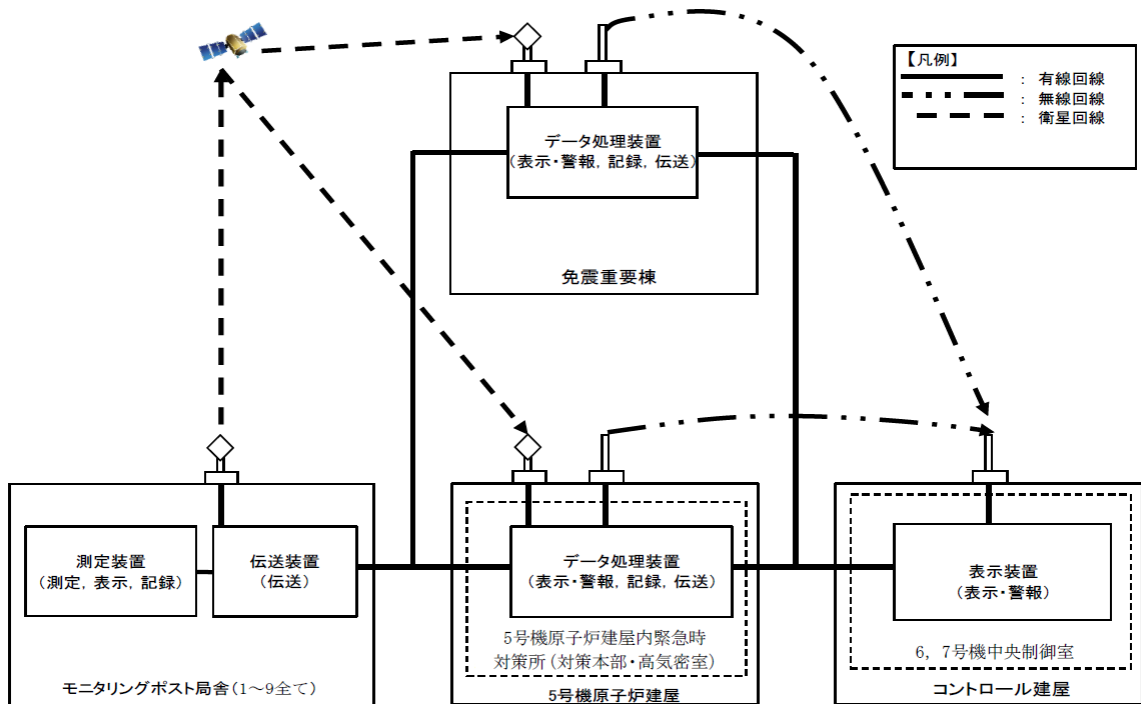 【凡例】
： 有線回線
： 無線回線
： 衛星回線
データ処理装置
(表示・警報, 記録, 伝送)
免震重要棟
測定装置
(測定, 表示, 記録)
伝送装置
(伝送)
モニタリングポスト局舎(1～9全て)
データ処理装置
(表示・警報, 記録, 伝送)
5号機原子炉建屋内緊急時
対策所(対策本部・高気密室)
5号機原子炉建屋
表示装置
(表示・警報)
6, 7号機中央制御室
コントロール建屋